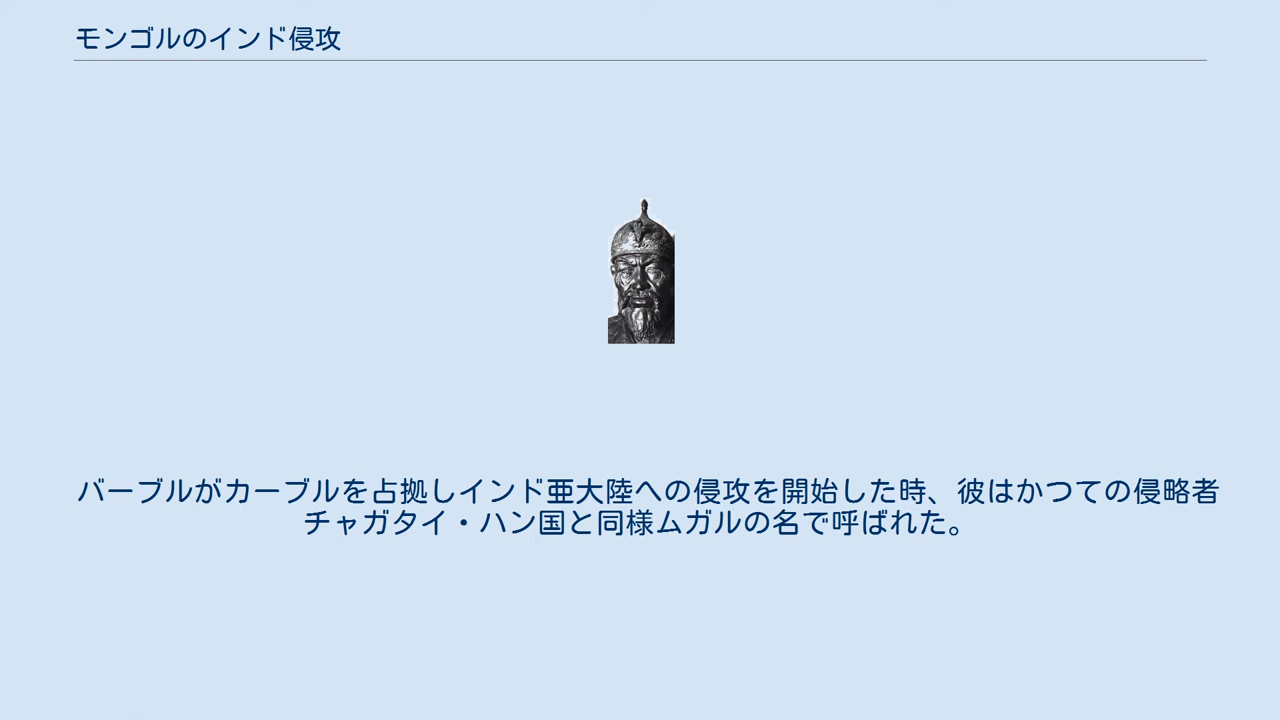 モンゴルのインド侵攻
バーブルがカーブルを占拠しインド亜大陸への侵攻を開始した時、彼はかつての侵略者
チャガタイ・ハン国と同様ムガルの名で呼ばれた。